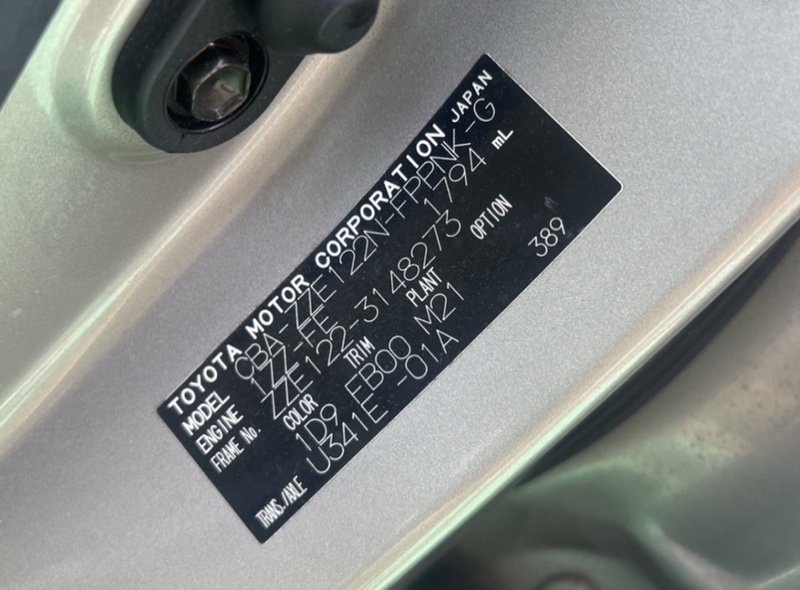 TOYOTA MOTOR CORPORATION JAPAN
MODEL CBA-ZZE122N-FPPNK-G
ENGINE 1ZZ-FE 1794 mL
FRAME No. ZZE122-3148273
COLOR TRIM PLANT OPTION
1D9 FB00 M21 389
TRANS./AXLE U341E -01A